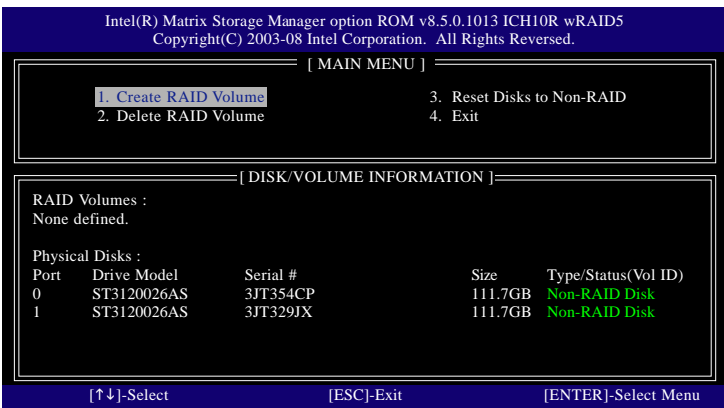 Intel(R) Matrix Storage Manager option ROM v8.5.0.1013 ICH10R wRAID5
Copyright(C) 2003-08 Intel Corporation. All Rights Reversed.
[ MAIN MENU ]
1. Create RAID Volume 3. Reset Disks to Non-RAID
2. Delete RAID Volume 4. Exit
[ DISK/VOLUME INFORMATION ]
RAID Volumes :
None defined.
Physical Disks :
Port Drive Model Serial # Size Type/Status(Vol ID)
0 ST3120026AS 3JT354CP 111.7GB Non-RAID Disk
1 ST3120026AS 3JT329JX 111.7GB Non-RAID Disk
[↑↓]-Select [ESC]-Exit [ENTER]-Select Menu